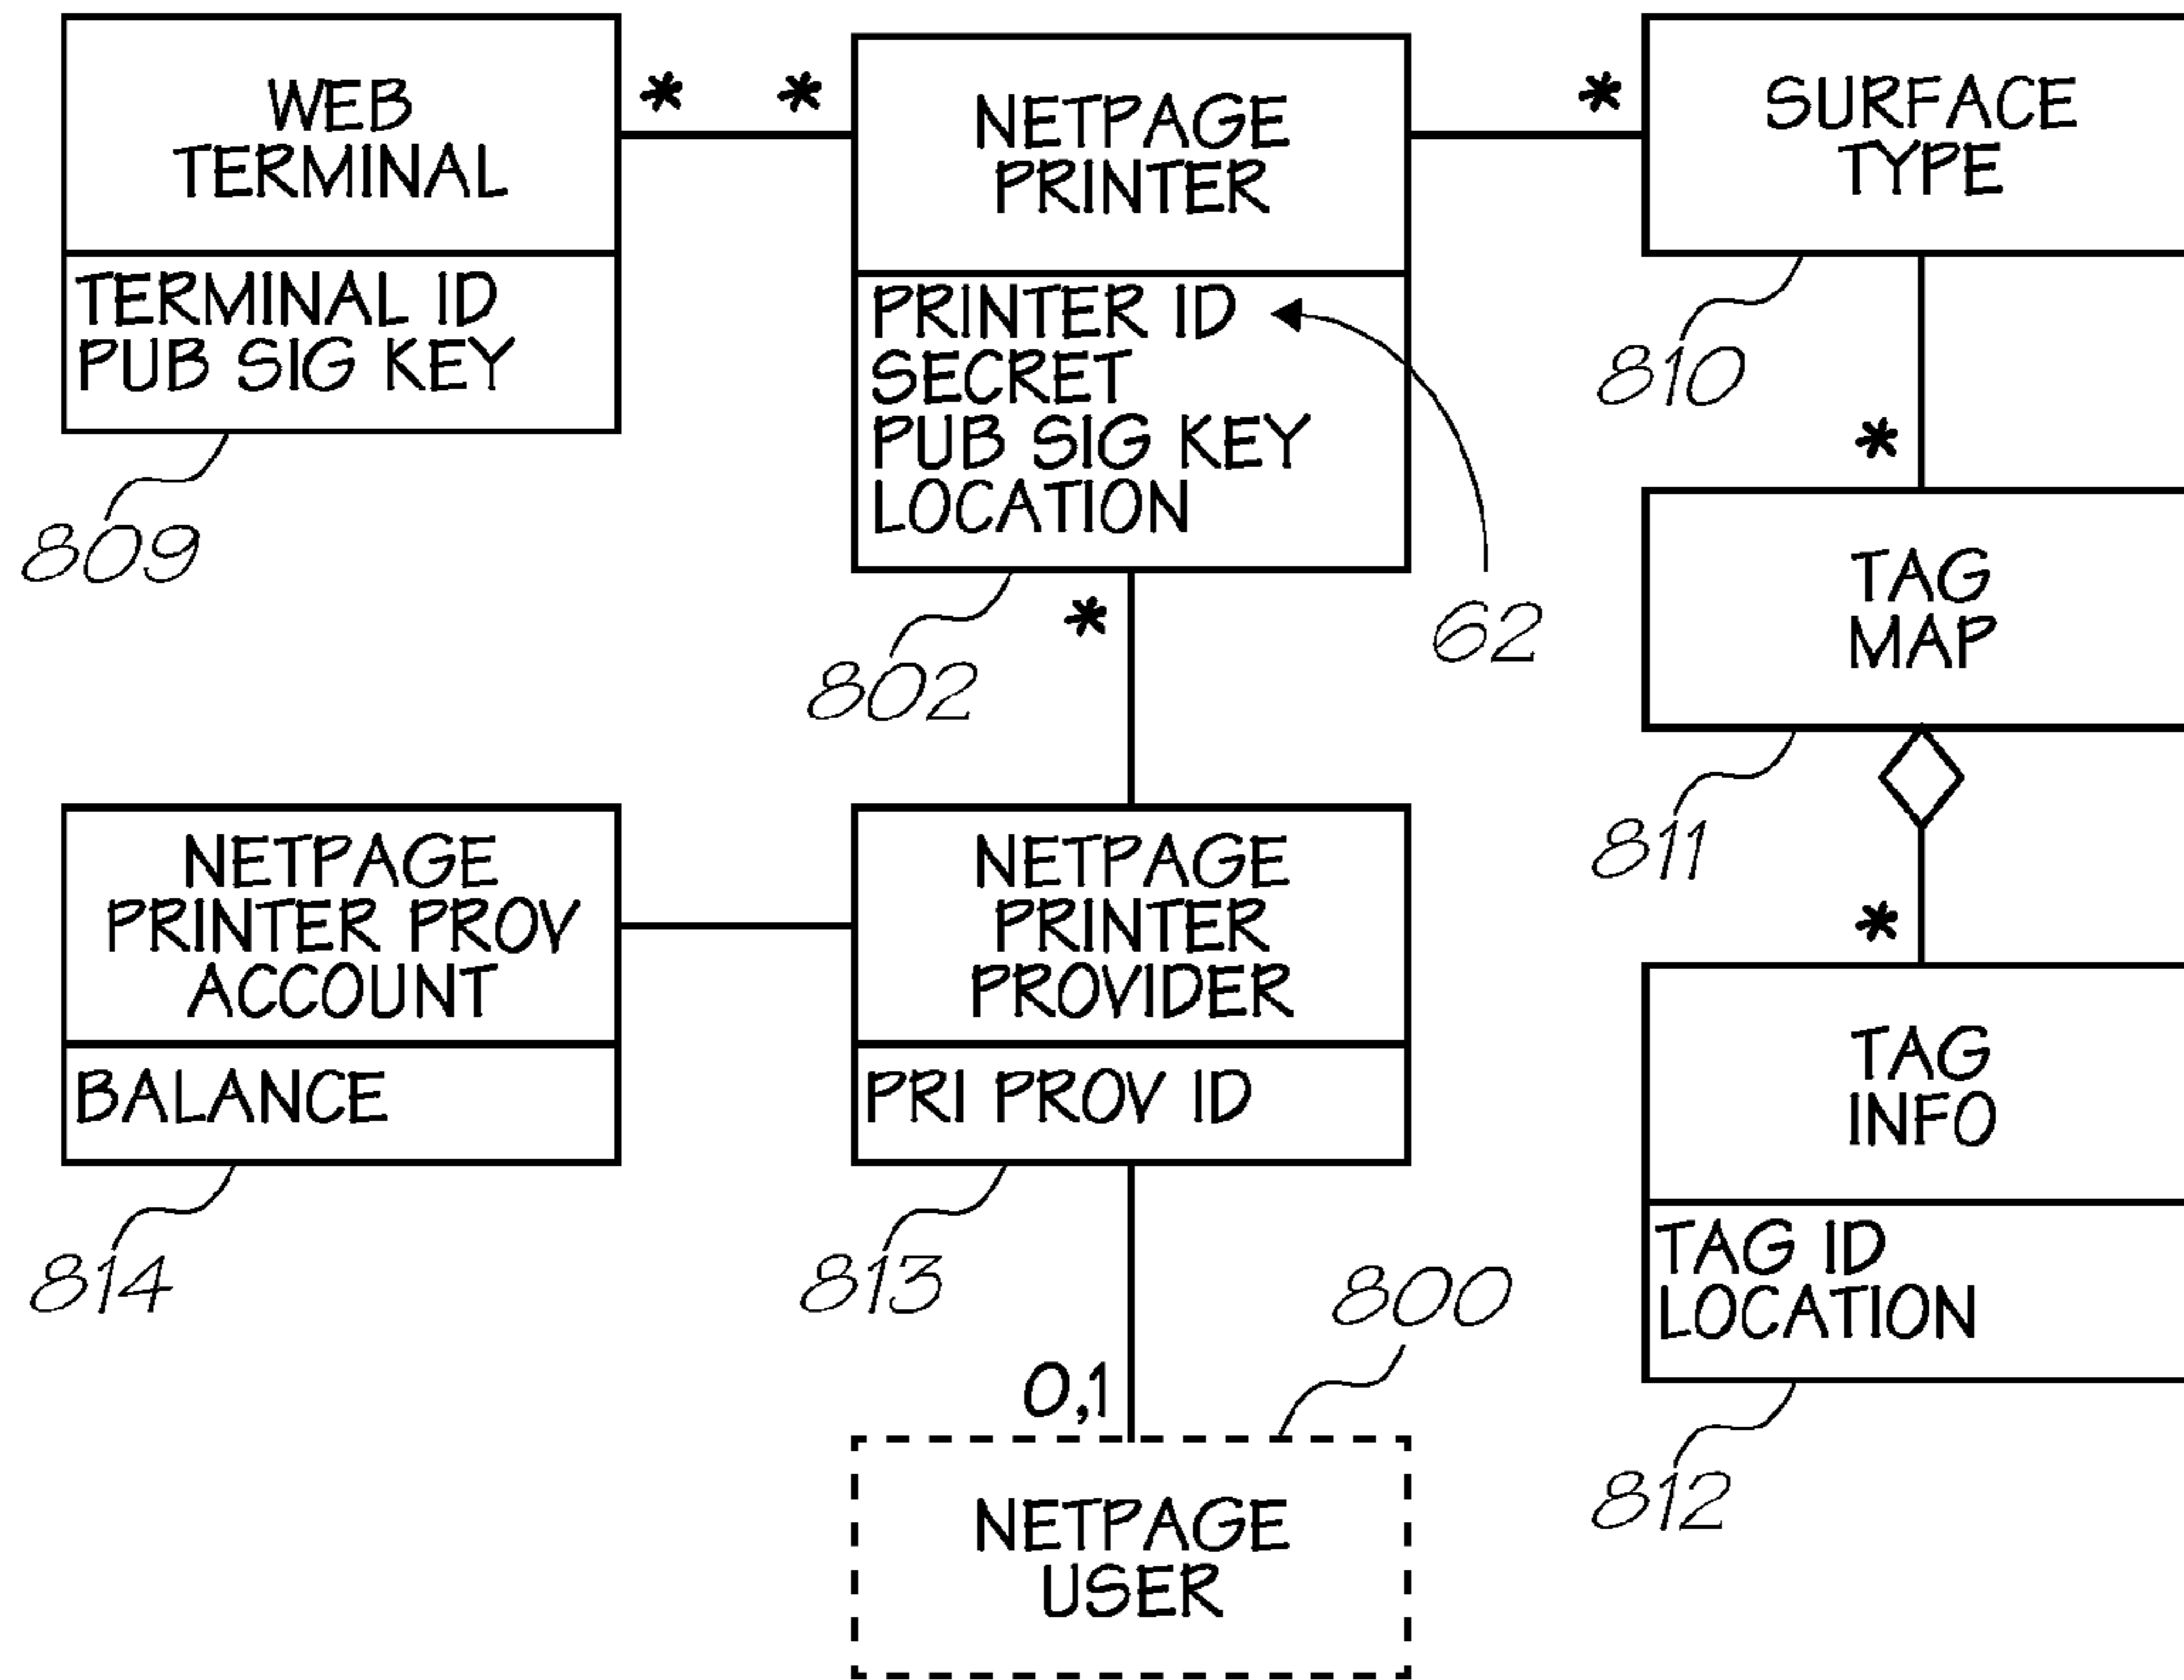 WEB
TERMINAL
TERMINAL ID
PUB SIG KEY
809
* *
NETPAGE
PRINTER
PRINTER ID
SECRET
PUB SIG KEY
LOCATION
62
802
*
*
SURFACE
TYPE
810
*
TAG
MAP
811
*
TAG
INFO
TAG ID
LOCATION
812
NETPAGE
PRINTER PROV
ACCOUNT
BALANCE
814
NETPAGE
PRINTER
PROVIDER
PRI PROV ID
813
800
0,1
NETPAGE
USER